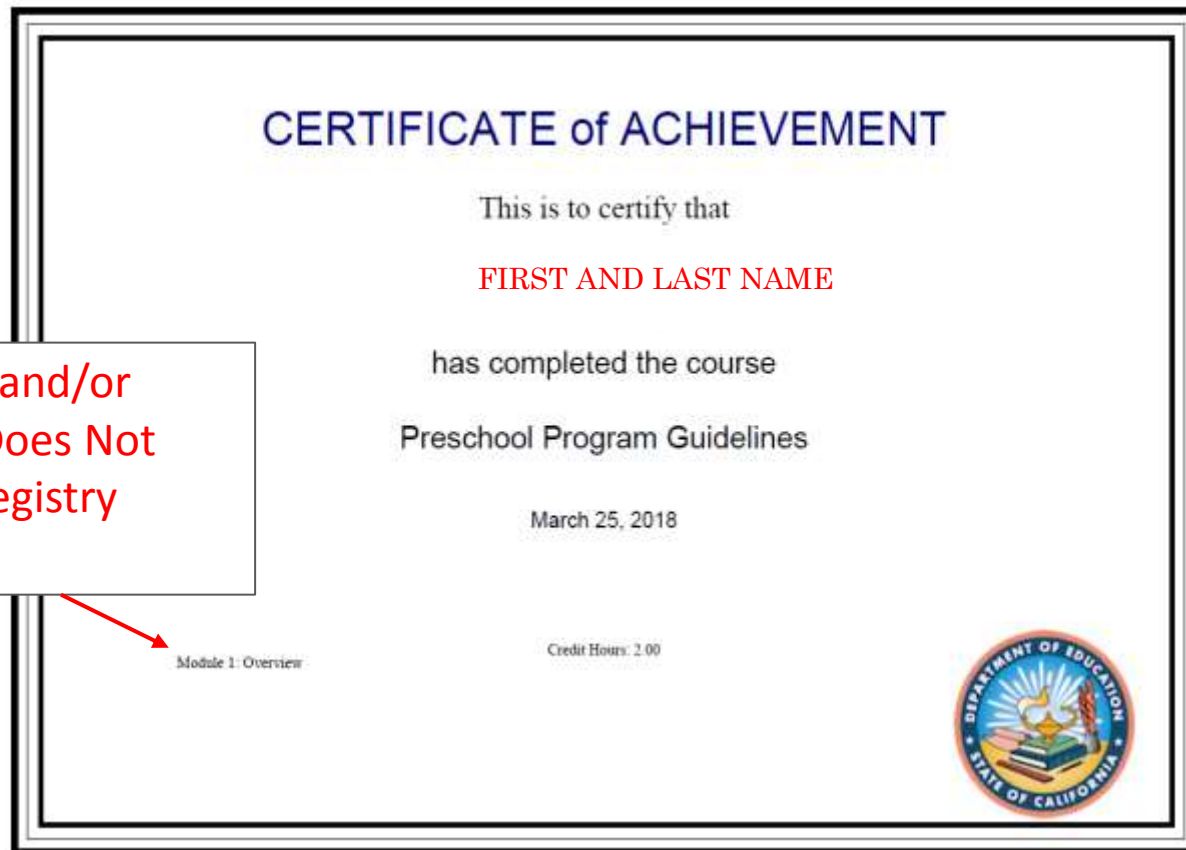 CERTIFICATE of ACHIEVEMENT
This is to certify that
FIRST AND LAST NAME
has completed the course
Preschool Program Guidelines
March 25, 2018
and/or
Does Not
egistry
Module 1: Overview
Credit Hours: 2.00
DEPARTMENT OF EDUCATION
STATE OF CALIFORNIA